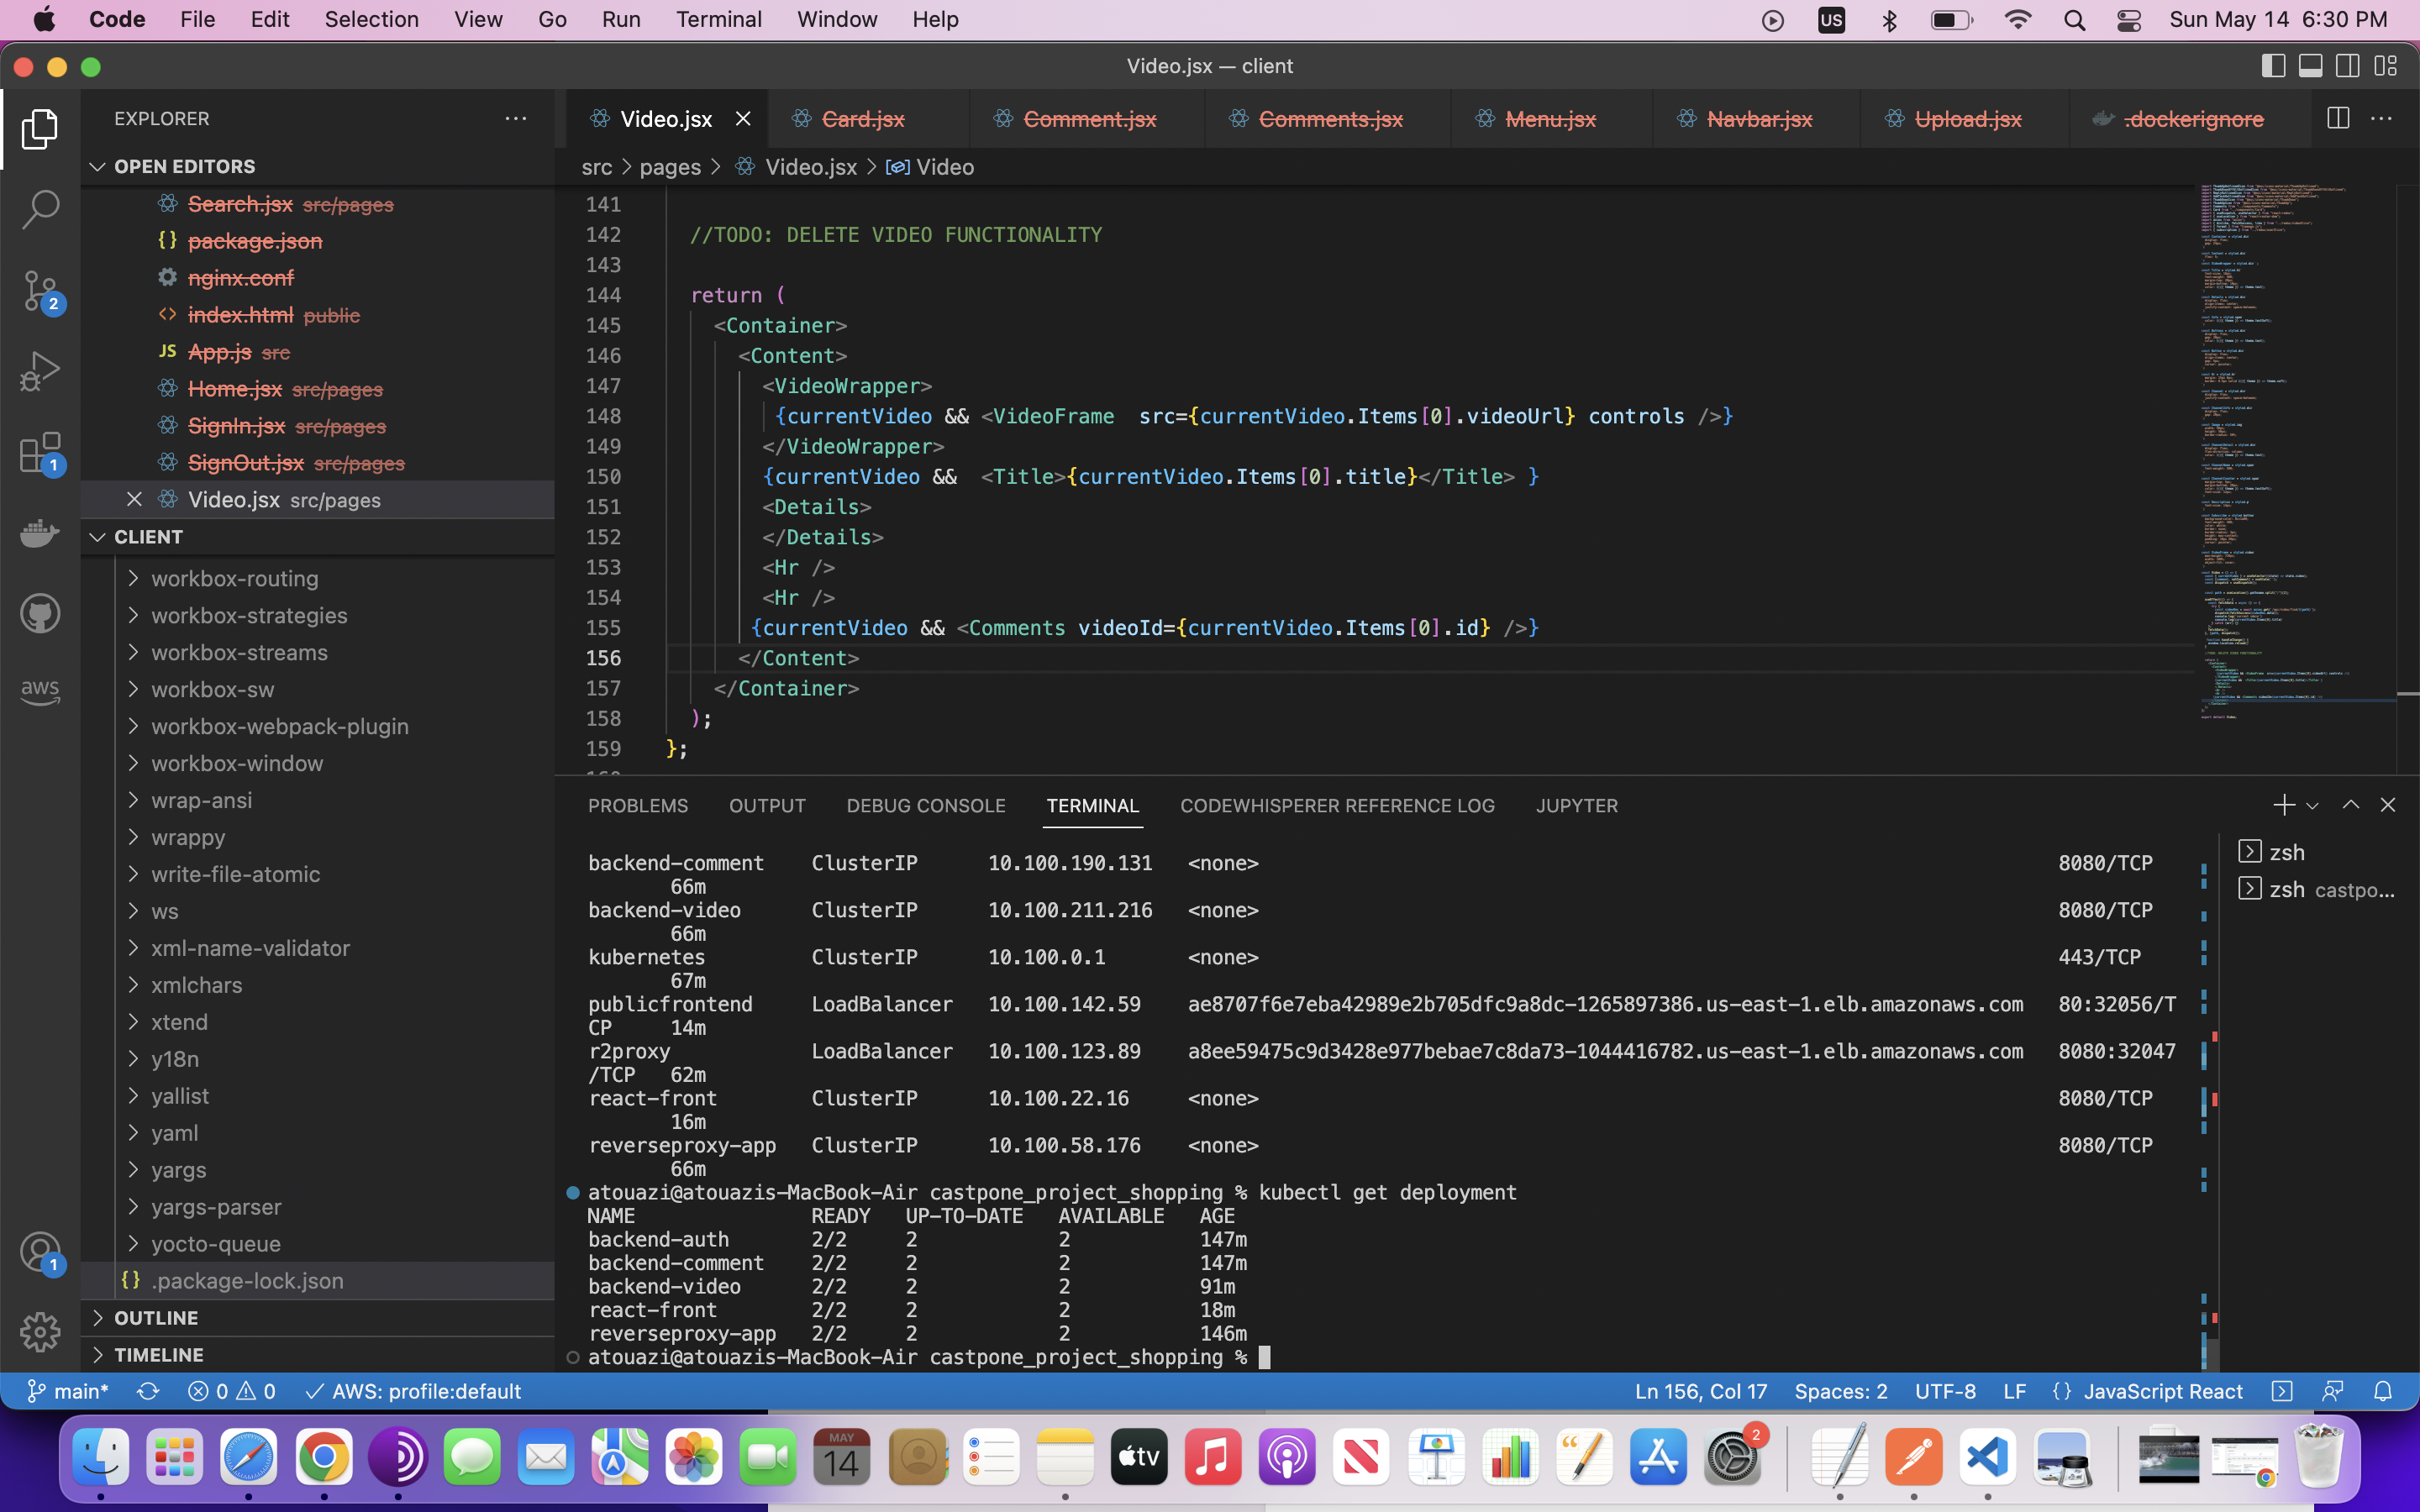 Code File Edit Selection View Go Run Terminal Window Help US Sun May 14 6:30 PM
Video.jsx — client
EXPLORER
Video.jsx Card.jsx Comment.jsx Comments.jsx Menu.jsx Navbar.jsx Upload.jsx .dockerignore
OPEN EDITORS
Search.jsx src/pages
{} package.json
nginx.conf
<> index.html public
JS App.js src
Home.jsx src/pages
SignIn.jsx src/pages
SignOut.jsx src/pages
Video.jsx src/pages
CLIENT
workbox-routing
workbox-strategies
workbox-streams
workbox-sw
workbox-webpack-plugin
workbox-window
wrap-ansi
wrappy
write-file-atomic
ws
xml-name-validator
xmlchars
xtend
y18n
yallist
yaml
yargs
yargs-parser
yocto-queue
{} .package-lock.json
OUTLINE
TIMELINE
2
1
aws
1
src > pages > Video.jsx > Video
141
142 //TODO: DELETE VIDEO FUNCTIONALITY
143
144 return (
145 <Container>
146 <Content>
147 <VideoWrapper>
148 {currentVideo && <VideoFrame src={currentVideo.Items[0].videoUrl} controls />}
149 </VideoWrapper>
150 {currentVideo && <Title>{currentVideo.Items[0].title}</Title> }
151 <Details>
152 </Details>
153 <Hr />
154 <Hr />
155 {currentVideo && <Comments videoId={currentVideo.Items[0].id} />}
156 </Content>
157 </Container>
158 );
159 };
PROBLEMS OUTPUT DEBUG CONSOLE TERMINAL CODEWHISPERER REFERENCE LOG JUPYTER
backend-comment ClusterIP 10.100.190.131 <none> 8080/TCP
66m
backend-video ClusterIP 10.100.211.216 <none> 8080/TCP
66m
kubernetes ClusterIP 10.100.0.1 <none> 443/TCP
67m
publicfrontend LoadBalancer 10.100.142.59 ae8707f6e7eba42989e2b705dfc9a8dc-1265897386.us-east-1.elb.amazonaws.com 80:32056/T
CP 14m
r2proxy LoadBalancer 10.100.123.89 a8ee59475c9d3428e977bebae7c8da73-1044416782.us-east-1.elb.amazonaws.com 8080:32047
/TCP 62m
react-front ClusterIP 10.100.22.16 <none> 8080/TCP
16m
reverseproxy-app ClusterIP 10.100.58.176 <none> 8080/TCP
66m
atouazi@atouazis-MacBook-Air castpone_project_shopping % kubectl get deployment
NAME READY UP-TO-DATE AVAILABLE AGE
backend-auth 2/2 2 2 147m
backend-comment 2/2 2 2 147m
backend-video 2/2 2 2 91m
react-front 2/2 2 2 18m
reverseproxy-app 2/2 2 2 146m
atouazi@atouazis-MacBook-Air castpone_project_shopping %
zsh
zsh castpo...
main* 0 0 AWS: profile:default Ln 156, Col 17 Spaces: 2 UTF-8 LF {} JavaScript React
MAY
14
tv
2